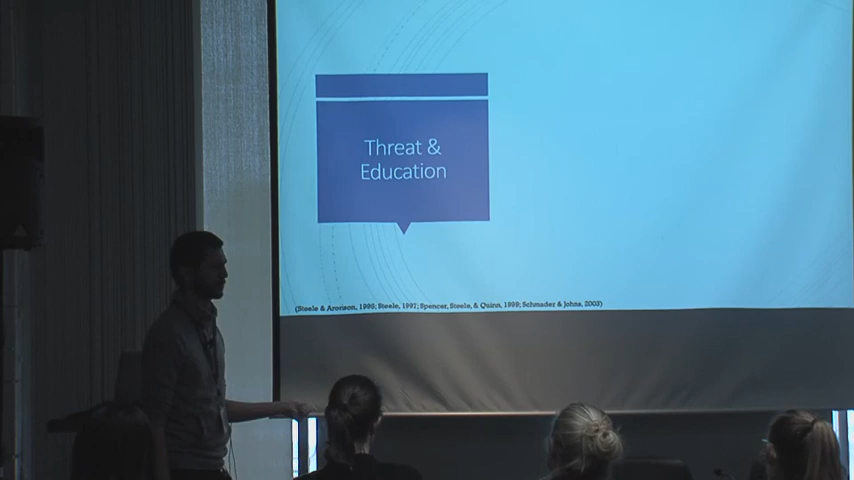 Threat &
Education
(Steele & Aronson, 1995; Steele, 1997; Spencer, Steele, & Quinn, 1999; Schmader & Johns, 2003)